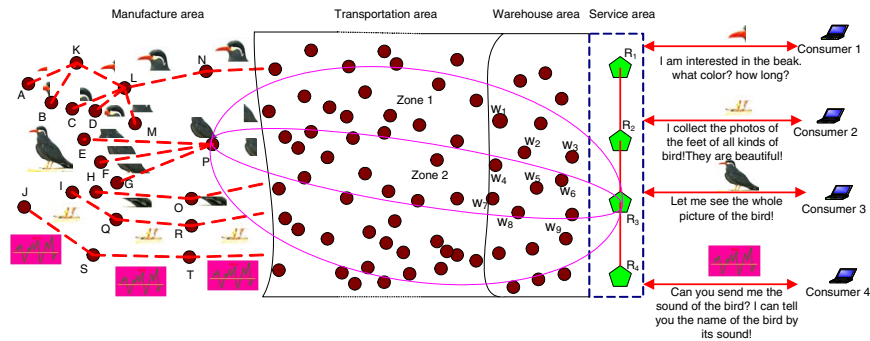 Manufacture area
Transportation area
Warehouse area
Service area
K
N
L
A
B
C
D
M
E
F
G
P
H
I
J
O
Q
R
S
T
Zone 1
Zone 2
W1
W2
W3
W4
W5
W6
W7
W8
W9
R1
R2
R3
R4
Consumer 1
I am interested in the beak.
what color? how long?
Consumer 2
I collect the photos of
the feet of all kinds of
bird!They are beautiful!
Consumer 3
Let me see the whole
picture of the bird!
Consumer 4
Can you send me the
sound of the bird? I can tell
you the name of the bird by
its sound!